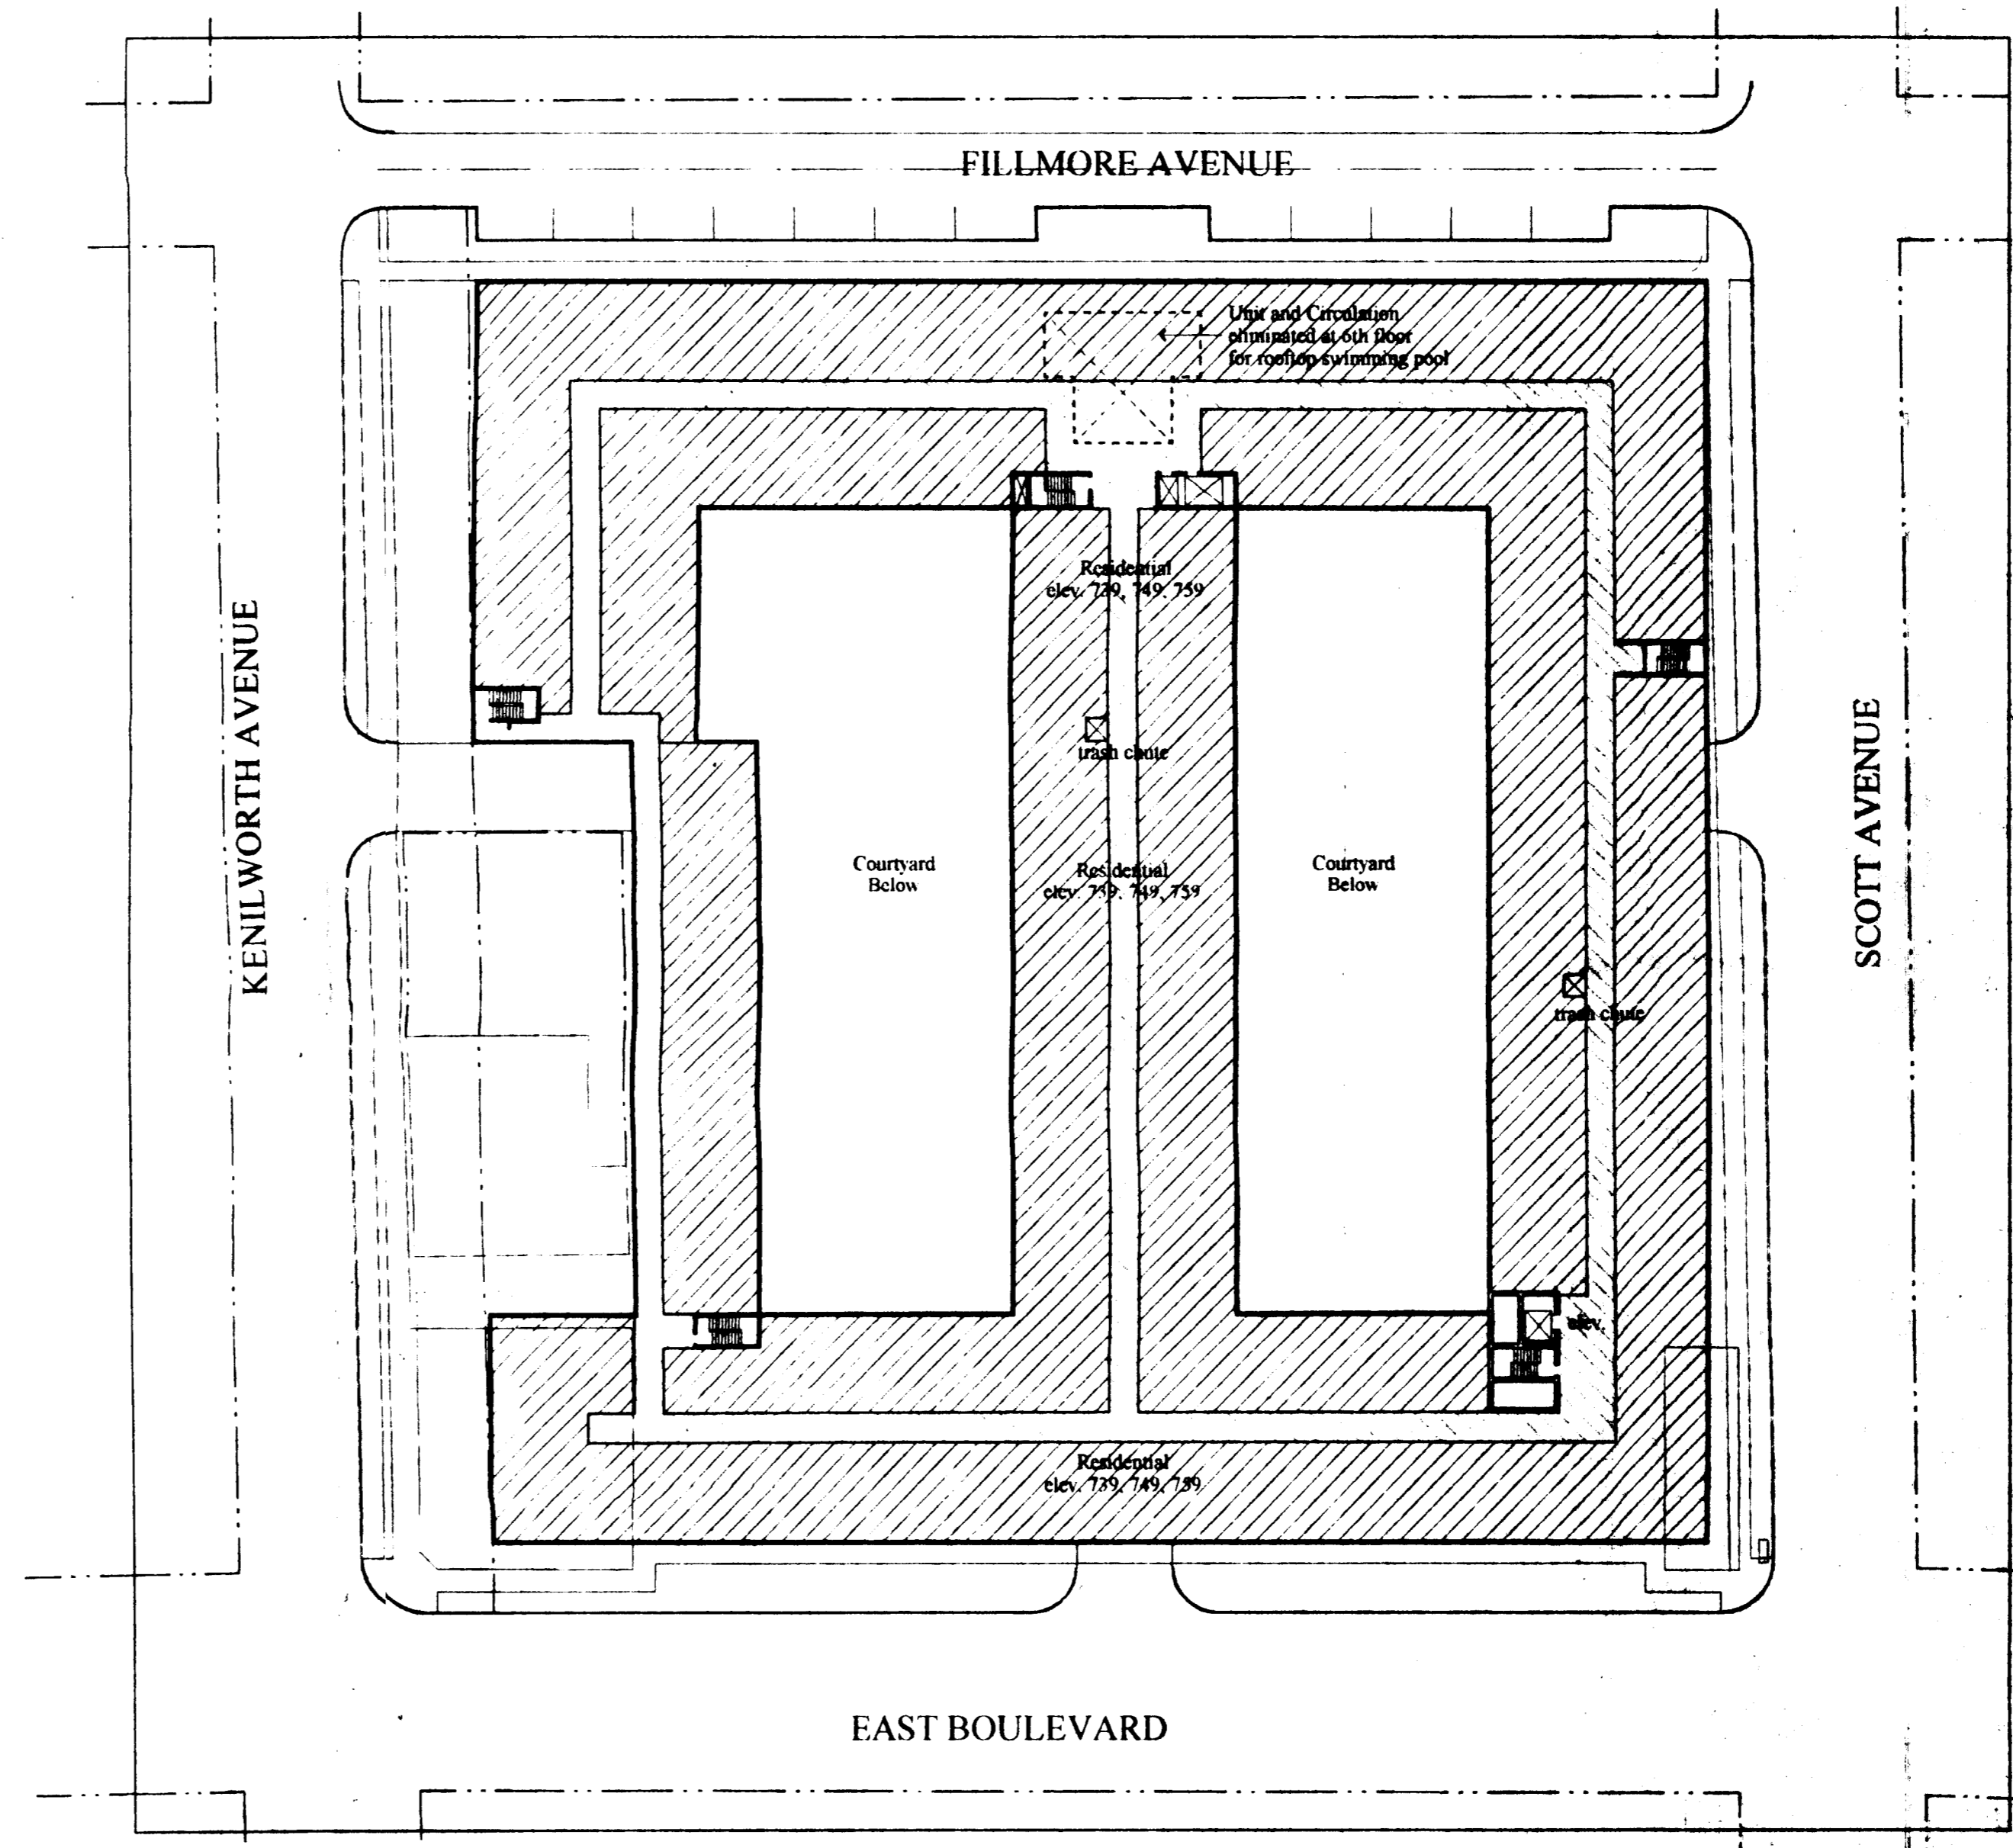 FILLMORE AVENUE
Unit and Circulation
eliminated at 6th floor
for rooftop swimming pool
Residential
elev. 739, 749, 759
trash chute
KENILWORTH AVENUE
SCOTT AVENUE
Courtyard
Below
Residential
elev. 739, 749, 759
Courtyard
Below
trash chute
elev.
Residential
elev. 739, 749, 759
EAST BOULEVARD